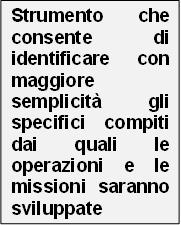 Strumento che
consente di
identificare con
maggiore
semplicità gli
specifici compiti
dai quali le
operazioni e le
missioni saranno
sviluppate